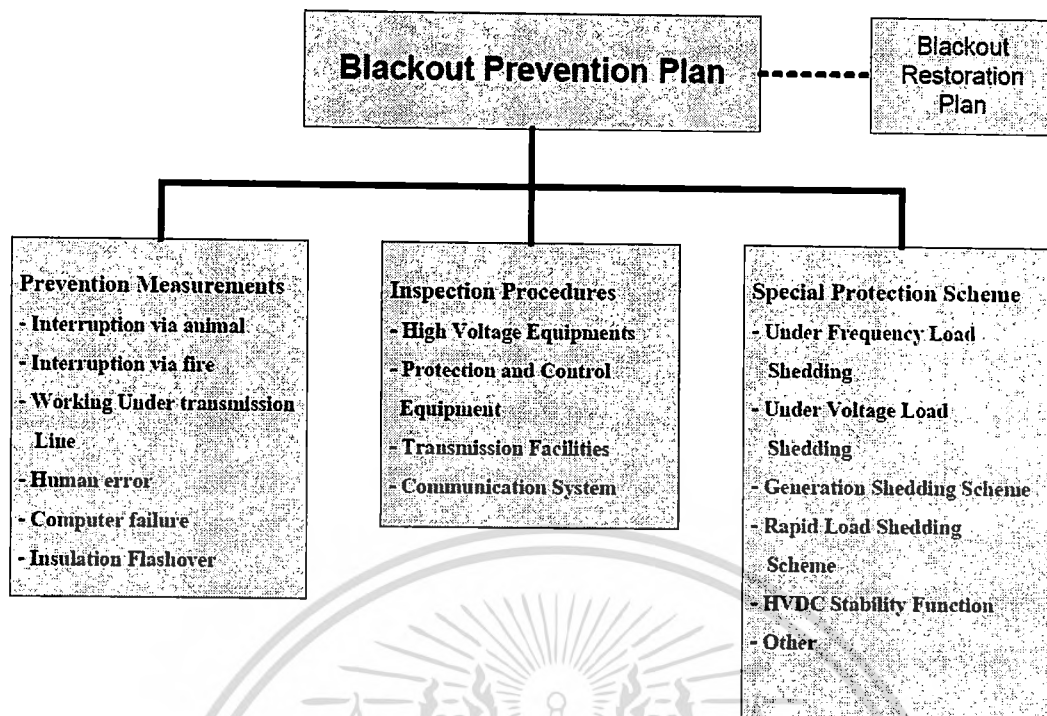 Blackout Prevention Plan
Blackout
Restoration
Plan
Prevention Measurements
- Interruption via animal
- Interruption via fire
- Working Under transmission
Line
- Human error
- Computer failure
- Insulation Flashover
Inspection Procedures
- High Voltage Equipments
- Protection and Control
Equipment
- Transmission Facilities
- Communication System
Special Protection Scheme
- Under Frequency Load
Shedding
- Under Voltage Load
Shedding
- Generation Shedding Scheme
- Rapid Load Shedding
Scheme
- HVDC Stability Function
- Other